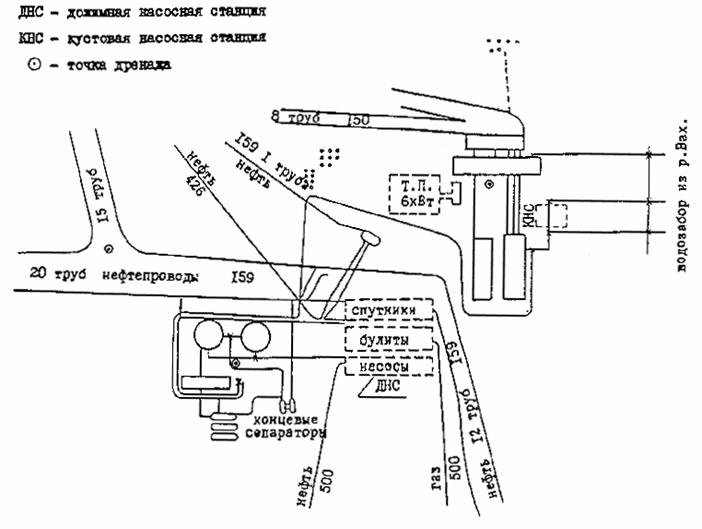 ДНС - дожимная насосная станция
КНС - кустовая насосная станция
⊙ - точка дренажа
8 труб 150
159 1 труба
нефть
нефть
426
15 труб
Т.П.
6кВт
КНС
водозабор из р.Вах.
20 труб нефтепроводы 159
спутники
булиты
насосы
ДНС
концевые
сепараторы
нефть
500
газ
500
159
нефть 12 труб